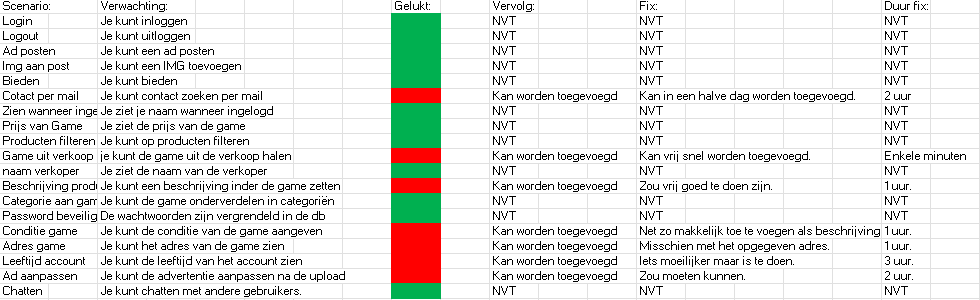 Scenario: Verwachting: Gelukt: Vervolg: Fix: Duur fix:
Login Je kunt inloggen NVT NVT NVT
Logout Je kunt uitloggen NVT NVT NVT
Ad posten Je kunt een ad posten NVT NVT NVT
Img aan post Je kunt een IMG toevoegen NVT NVT NVT
Bieden Je kunt bieden NVT NVT NVT
Cotact per mail Je kunt contact zoeken per mail Kan worden toegevoegd Kan in een halve dag worden toegevoegd. 2 uur
Zien wanneer inge Je ziet je naam wanneer ingelogd NVT NVT NVT
Prijs van Game Je ziet de prijs van de game NVT NVT NVT
Producten filteren Je kunt op producten filteren NVT NVT NVT
Game uit verkoop je kunt de game uit de verkoop halen Kan worden toegevoegd Kan vrij snel worden toegevoegd. Enkele minuten
naam verkoper Je ziet de naam van de verkoper NVT NVT NVT
Beschrijving produ Je kunt een beschrijving inder de game zetten Kan worden toegevoegd Zou vrij goed te doen zijn. 1 uur.
Categorie aan gam Je kunt de game onderverdelen in categoriën NVT NVT NVT
Password beveilig De wachtwoorden zijn vergrendeld in de db NVT NVT NVT
Conditie game Je kunt de conditie van de game aangeven Kan worden toegevoegd Net zo makkelijk toe te voegen als beschrijving 1 uur.
Adres game Je kunt het adres van de game zien Kan worden toegevoegd Misschien met het opgegeven adres. 1 uur.
Leeftijd account Je kunt de leeftijd van het account zien Kan worden toegevoegd Iets moeilijker maar is te doen. 3 uur.
Ad aanpassen Je kunt de advertentie aanpassen na de upload Kan worden toegevoegd Zou moeten kunnen. 2 uur.
Chatten Je kunt chatten met andere gebruikers. NVT NVT NVT